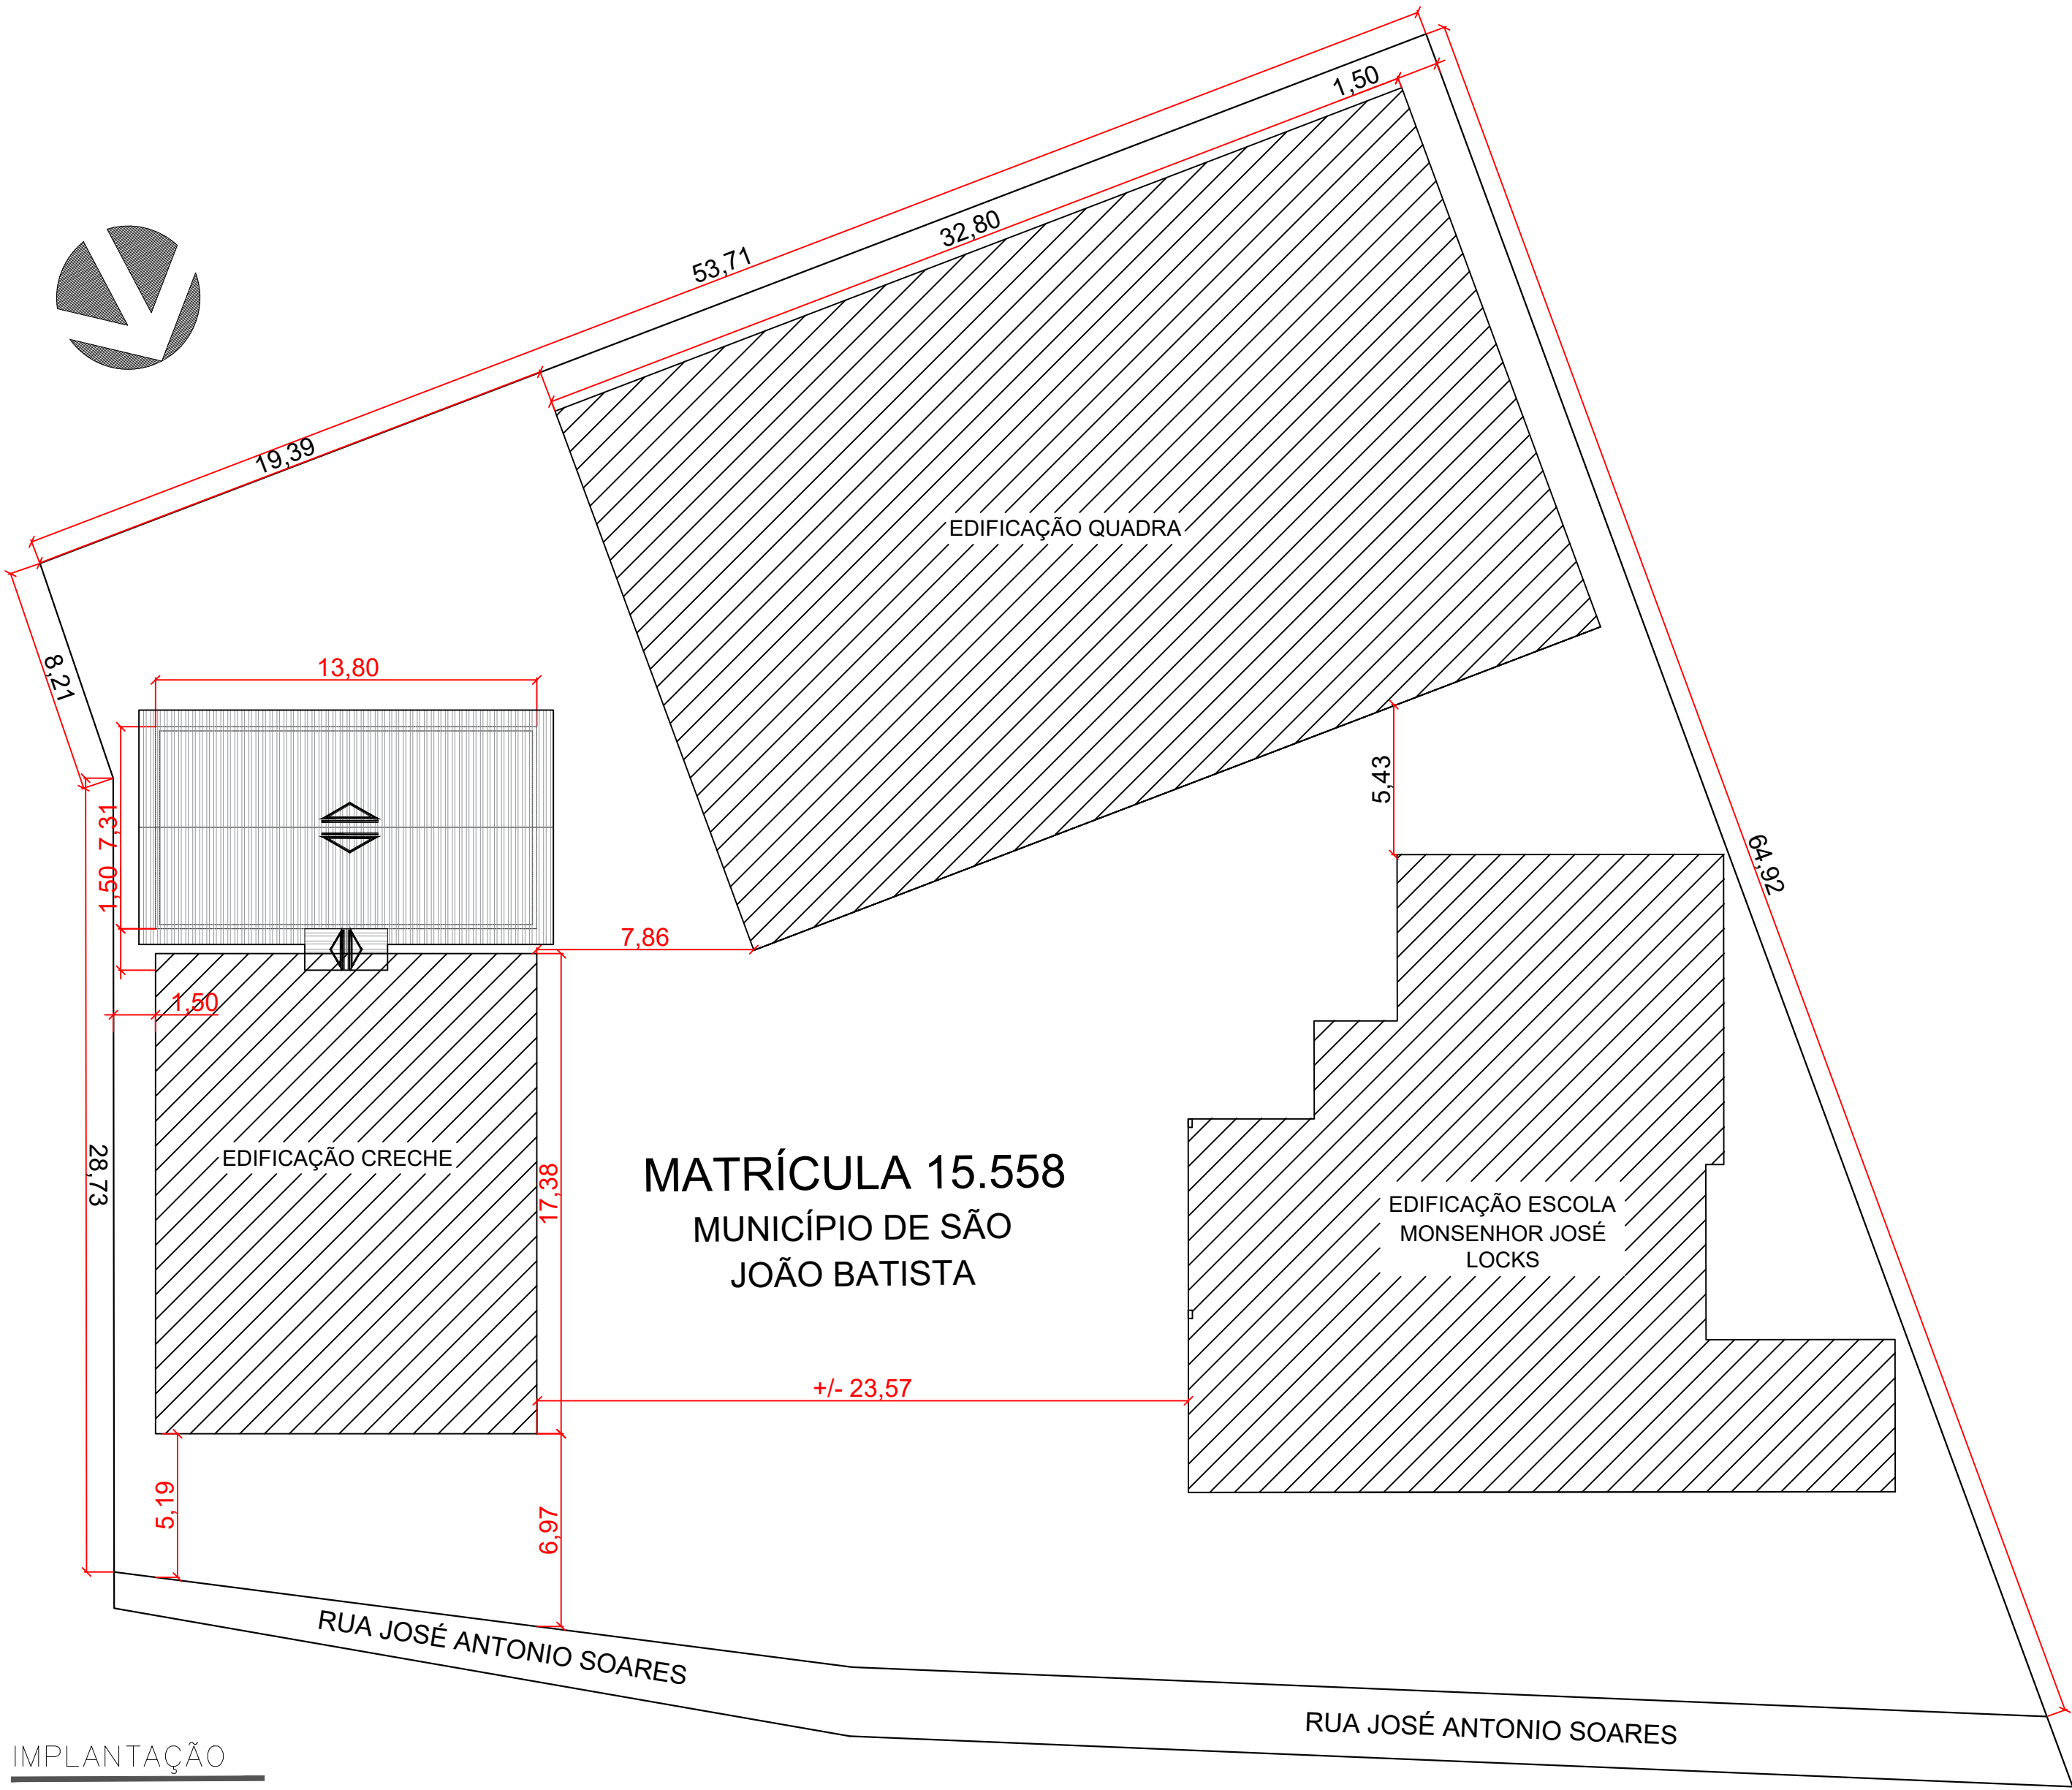 1,50
32,80
53,71
19,39
EDIFICAÇÃO QUADRA
8,21
13,80
7,31
1,50
5,43
64,92
7,86
1,50
EDIFICAÇÃO CRECHE
28,73
17,38
MATRÍCULA 15.558
MUNICÍPIO DE SÃO
JOÃO BATISTA
EDIFICAÇÃO ESCOLA
MONSENHOR JOSÉ
LOCKS
+/- 23,57
5,19
6,97
RUA JOSÉ ANTONIO SOARES
RUA JOSÉ ANTONIO SOARES
IMPLANTAÇÃO